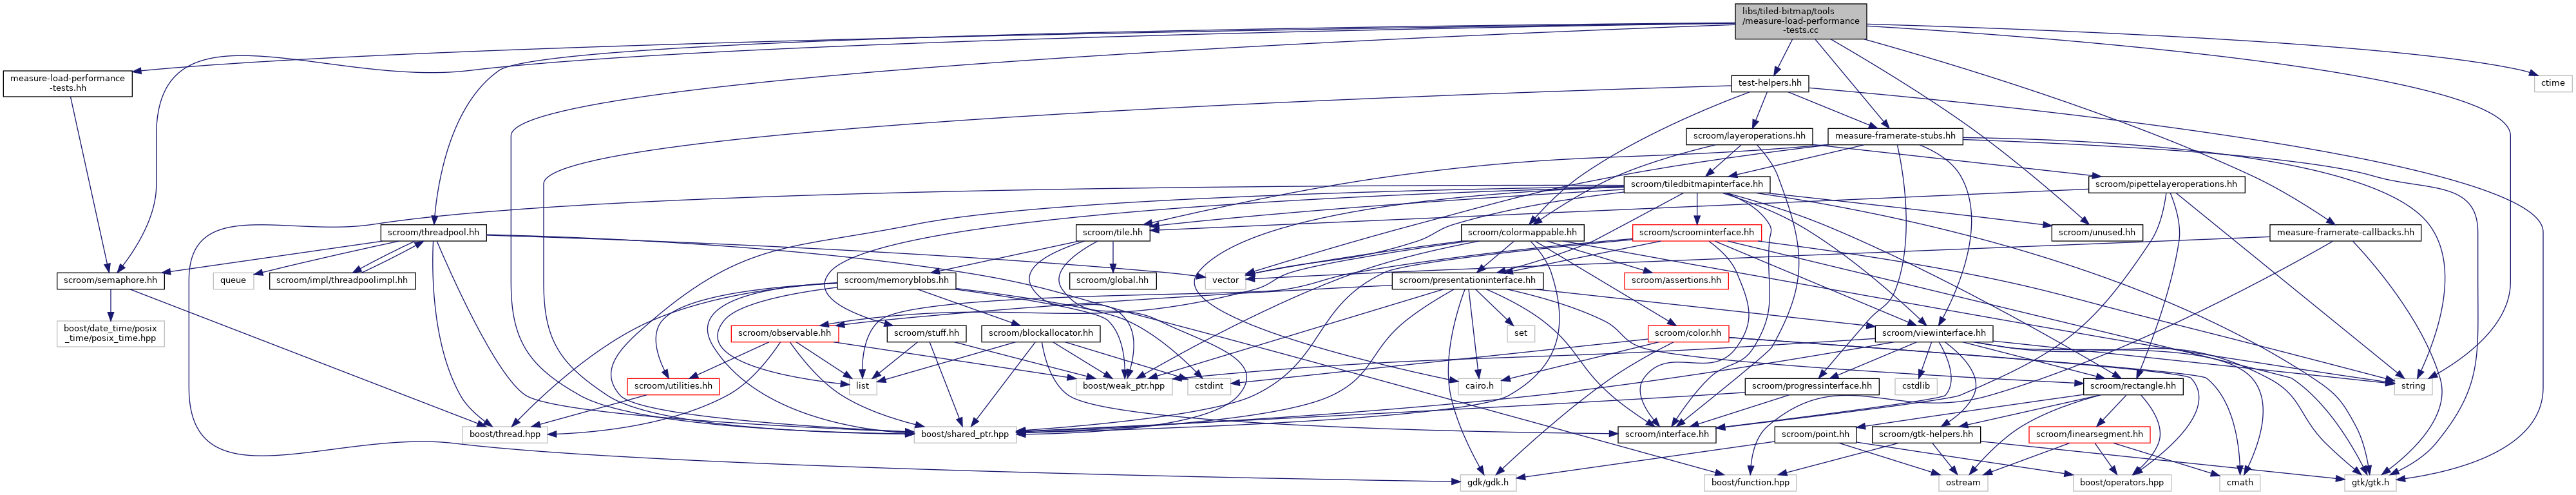 libs/tiled-bitmap/tools
/measure-load-performance
-tests.cc
measure-load-performance
-tests.hh
test-helpers.hh
ctime
scroom/layeroperations.hh
measure-framerate-stubs.hh
scroom/tiledbitmapinterface.hh
scroom/pipettelayeroperations.hh
scroom/threadpool.hh
scroom/tile.hh
scroom/colormappable.hh
scroom/scroominterface.hh
scroom/unused.hh
measure-framerate-callbacks.hh
scroom/semaphore.hh
queue
scroom/impl/threadpoolimpl.hh
scroom/memoryblobs.hh
scroom/global.hh
vector
scroom/presentationinterface.hh
scroom/assertions.hh
boost/date_time/posix
_time/posix_time.hpp
scroom/observable.hh
scroom/stuff.hh
scroom/blockallocator.hh
set
scroom/color.hh
scroom/viewinterface.hh
scroom/utilities.hh
list
boost/weak_ptr.hpp
cstdint
cairo.h
scroom/progressinterface.hh
cstdlib
scroom/rectangle.hh
string
boost/thread.hpp
boost/shared_ptr.hpp
scroom/interface.hh
scroom/point.hh
scroom/gtk-helpers.hh
scroom/linearsegment.hh
gdk/gdk.h
boost/function.hpp
ostream
boost/operators.hpp
cmath
gtk/gtk.h